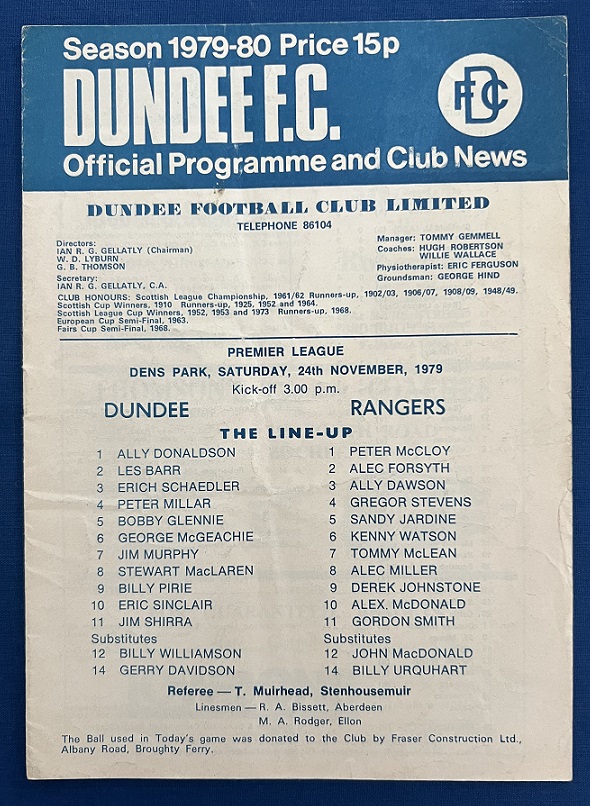 Season 1979-80 Price 15p
DUNDEE F.C.
DFC
Official Programme and Club News
DUNDEE FOOTBALL CLUB LIMITED
TELEPHONE 86104
Directors:
IAN R. G. GELLATLY (Chairman)
W. D. LYBURN
G. B. THOMSON
Secretary:
IAN R. G. GELLATLY, C.A.
Manager: TOMMY GEMMELL
Coaches: HUGH ROBERTSON
WILLIE WALLACE
Physiotherapist: ERIC FERGUSON
Groundsman: GEORGE HIND
CLUB HONOURS: Scottish League Championship, 1961/62 Runners-up, 1902/03, 1906/07, 1908/09, 1948/49.
Scottish Cup Winners, 1910 Runners-up, 1925, 1952 and 1964.
Scottish League Cup Winners, 1952, 1953 and 1973 Runners-up, 1968.
European Cup Semi-Final, 1963.
Fairs Cup Semi-Final, 1968.
PREMIER LEAGUE
DENS PARK, SATURDAY, 24th NOVEMBER, 1979
Kick-off 3.00 p.m.
DUNDEE RANGERS
THE LINE-UP
1 ALLY DONALDSON 1 PETER McCLOY
2 LES BARR 2 ALEC FORSYTH
3 ERICH SCHAEDLER 3 ALLY DAWSON
4 PETER MILLAR 4 GREGOR STEVENS
5 BOBBY GLENNIE 5 SANDY JARDINE
6 GEORGE McGEACHIE 6 KENNY WATSON
7 JIM MURPHY 7 TOMMY McLEAN
8 STEWART MacLAREN 8 ALEC MILLER
9 BILLY PIRIE 9 DEREK JOHNSTONE
10 ERIC SINCLAIR 10 ALEX. McDONALD
11 JIM SHIRRA 11 GORDON SMITH
Substitutes Substitutes
12 BILLY WILLIAMSON 12 JOHN MacDONALD
14 GERRY DAVIDSON 14 BILLY URQUHART
Referee — T. Muirhead, Stenhousemuir
Linesmen — R. A. Bissett, Aberdeen
M. A. Rodger, Ellon
The Ball used in Today's game was donated to the Club by Fraser Construction Ltd.,
Albany Road, Broughty Ferry.